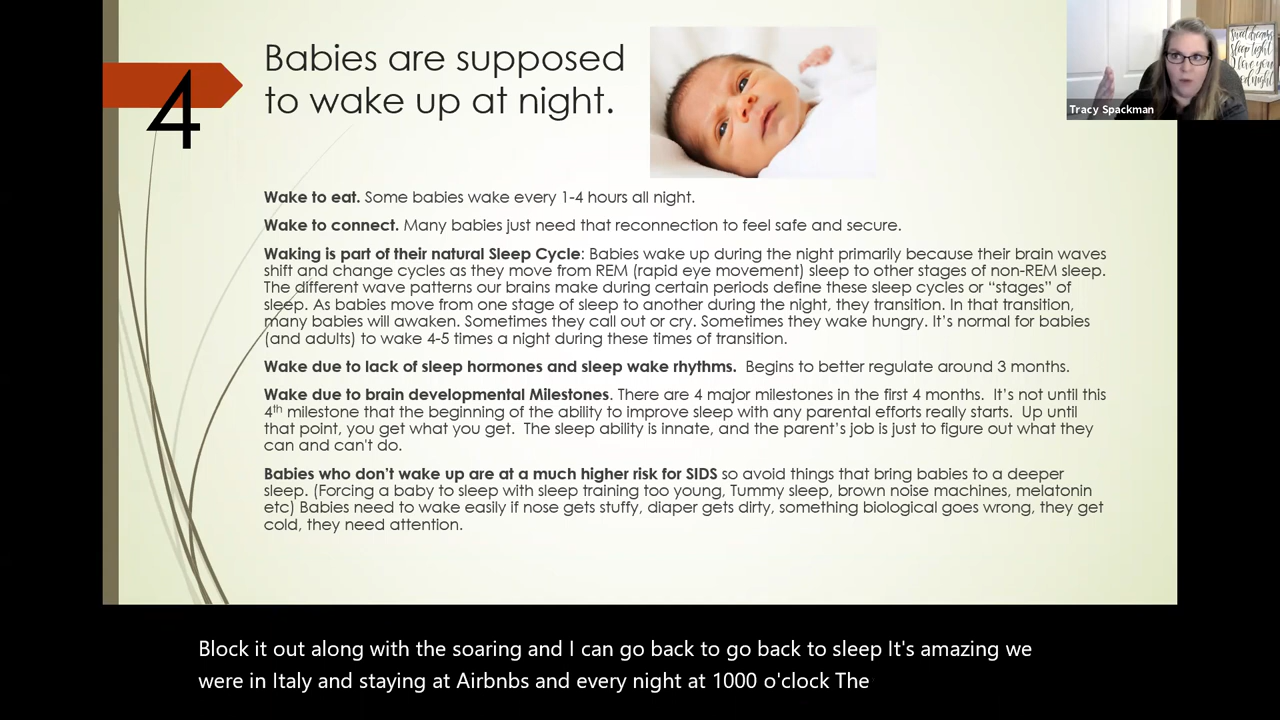 4
Babies are supposed
to wake up at night.
Tracy Spackman
Wake to eat. Some babies wake every 1-4 hours all night.
Wake to connect. Many babies just need that reconnection to feel safe and secure.
Waking is part of their natural Sleep Cycle: Babies wake up during the night primarily because their brain waves
shift and change cycles as they move from REM (rapid eye movement) sleep to other stages of non-REM sleep.
The different wave patterns our brains make during certain periods define these sleep cycles or “stages” of
sleep. As babies move from one stage of sleep to another during the night, they transition. In that transition,
many babies will awaken. Sometimes they call out or cry. Sometimes they wake hungry. It’s normal for babies
(and adults) to wake 4-5 times a night during these times of transition.
Wake due to lack of sleep hormones and sleep wake rhythms. Begins to better regulate around 3 months.
Wake due to brain developmental Milestones. There are 4 major milestones in the first 4 months. It’s not until this
4th milestone that the beginning of the ability to improve sleep with any parental efforts really starts. Up until
that point, you get what you get. The sleep ability is innate, and the parent’s job is just to figure out what they
can and can't do.
Babies who don’t wake up are at a much higher risk for SIDS so avoid things that bring babies to a deeper
sleep. (Forcing a baby to sleep with sleep training too young, Tummy sleep, brown noise machines, melatonin
etc) Babies need to wake easily if nose gets stuffy, diaper gets dirty, something biological goes wrong, they get
cold, they need attention.
Block it out along with the soaring and I can go back to go back to sleep It's amazing we
were in Italy and staying at Airbnbs and every night at 1000 o'clock The